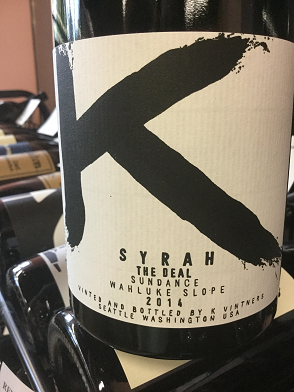 K
SYRAH
THE DEAL
SUNDANCE
WAHLUKE SLOPE
2014
VINTED AND BOTTLED BY K VINTNERS
SEATTLE WASHINGTON USA